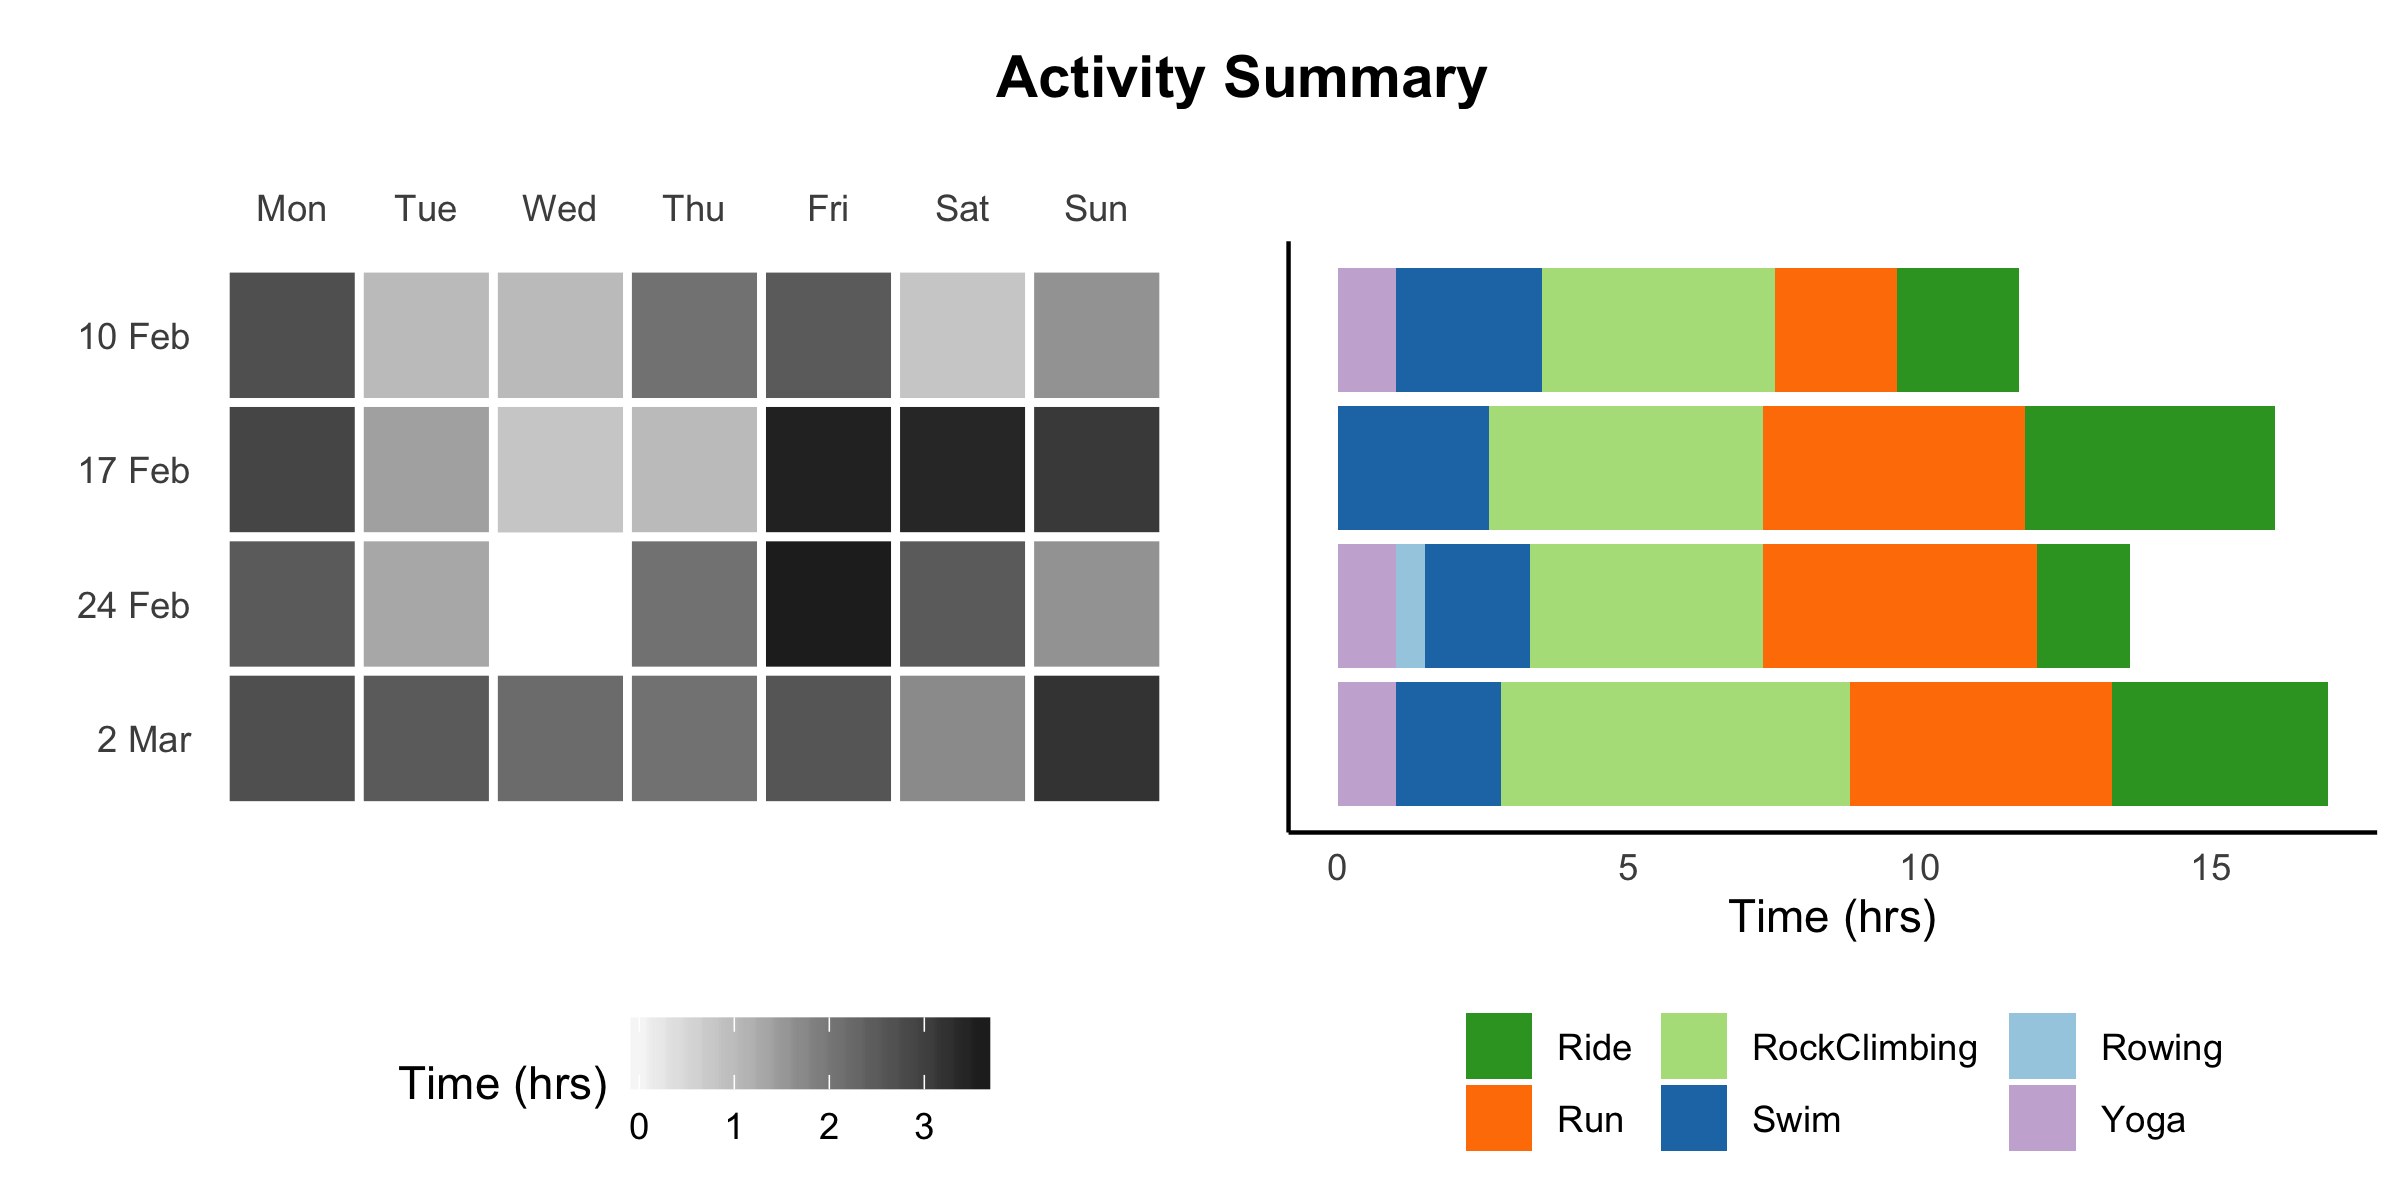 Activity Summary
Mon Tue Wed Thu Fri Sat Sun
10 Feb
17 Feb
24 Feb
2 Mar
0 5 10 15
Time (hrs)
Time (hrs)
0 1 2 3
Ride RockClimbing Rowing
Run Swim Yoga